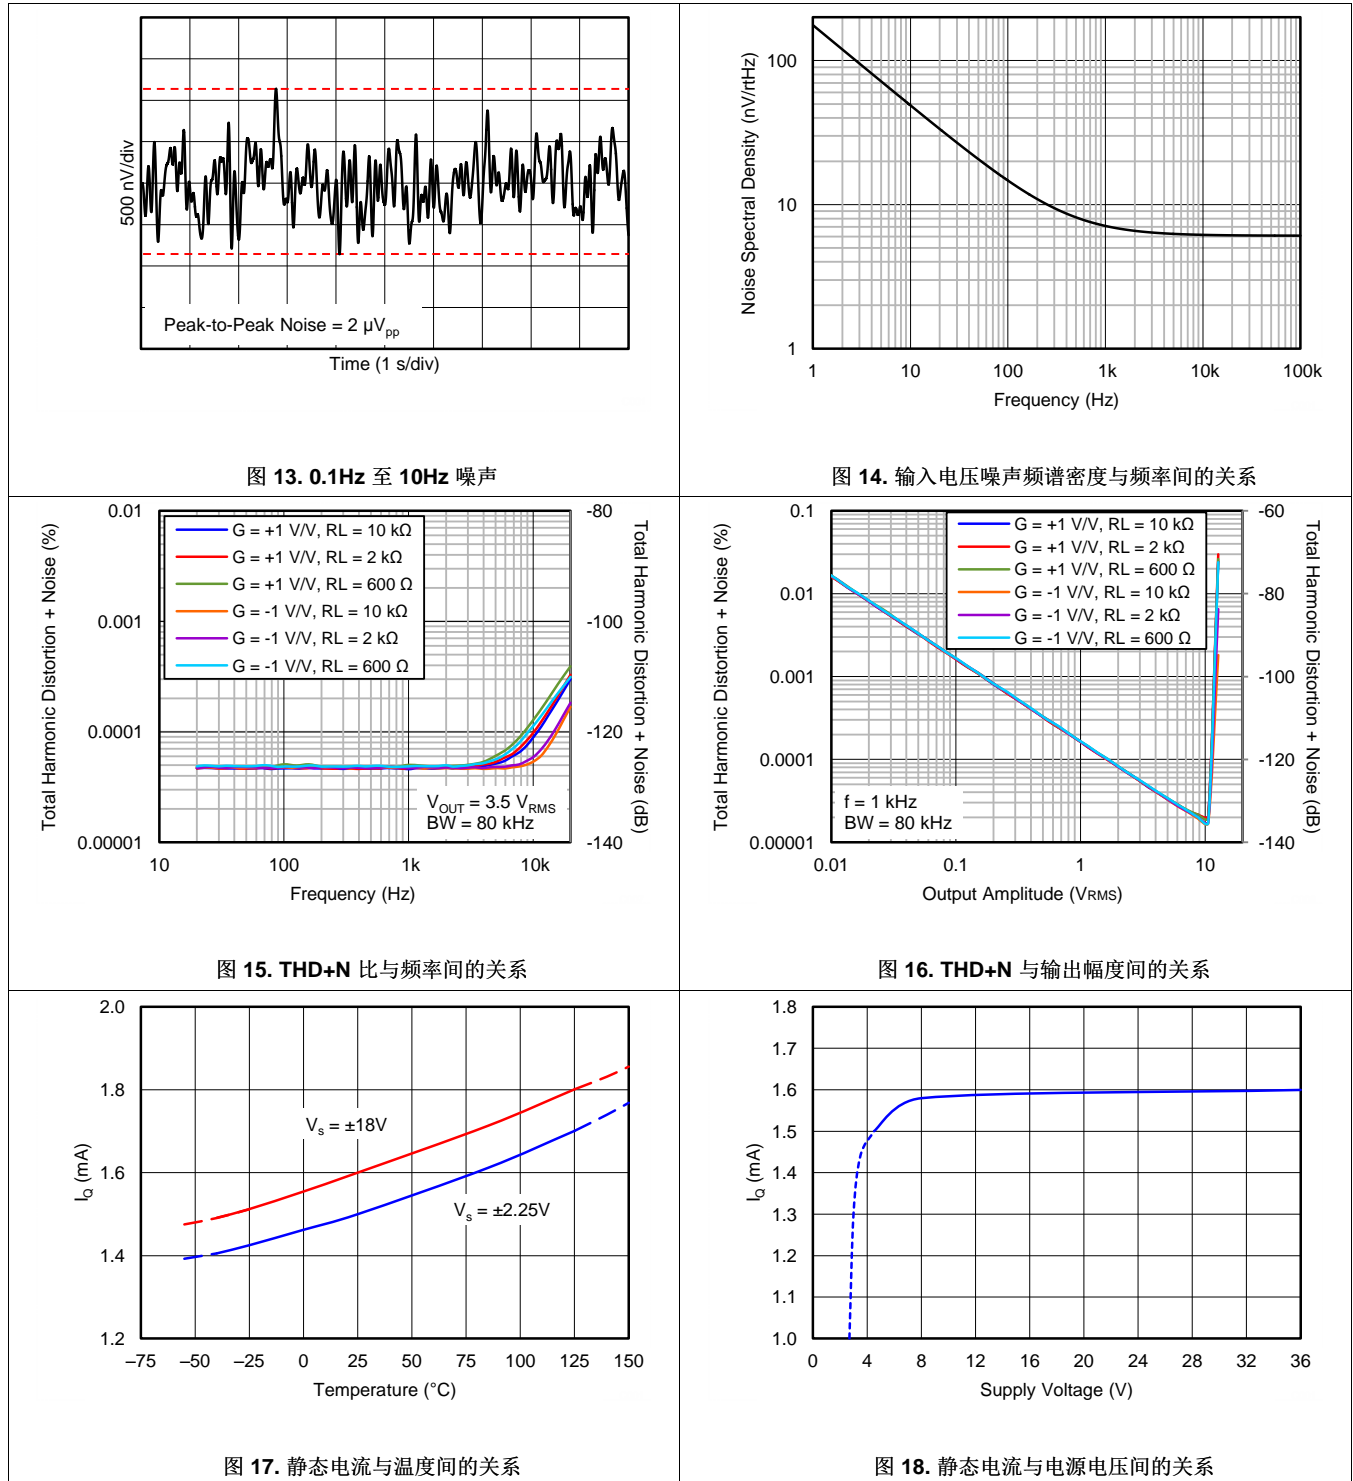 500 nV/div
Peak-to-Peak Noise = 2 µVpp
Time (1 s/div)
图 13. 0.1Hz 至 10Hz 噪声
Noise Spectral Density (nV/rtHz)
100
10
1
1 10 100 1k 10k 100k
Frequency (Hz)
图 14. 输入电压噪声频谱密度与频率间的关系
Total Harmonic Distortion + Noise (%)
0.01
0.001
0.0001
0.00001
G = +1 V/V, RL = 10 kΩ
G = +1 V/V, RL = 2 kΩ
G = +1 V/V, RL = 600 Ω
G = -1 V/V, RL = 10 kΩ
G = -1 V/V, RL = 2 kΩ
G = -1 V/V, RL = 600 Ω
VOUT = 3.5 VRMS
BW = 80 kHz
-80
-100
-120
-140
Total Harmonic Distortion + Noise (dB)
10 100 1k 10k
Frequency (Hz)
图 15. THD+N 比与频率间的关系
Total Harmonic Distortion + Noise (%)
0.1
0.01
0.001
0.0001
0.00001
G = +1 V/V, RL = 10 kΩ
G = +1 V/V, RL = 2 kΩ
G = +1 V/V, RL = 600 Ω
G = -1 V/V, RL = 10 kΩ
G = -1 V/V, RL = 2 kΩ
G = -1 V/V, RL = 600 Ω
f = 1 kHz
BW = 80 kHz
-60
-80
-100
-120
-140
Total Harmonic Distortion + Noise (dB)
0.01 0.1 1 10
Output Amplitude (VRMS)
图 16. THD+N 与输出幅度间的关系
IQ (mA)
2.0
1.8
1.6
1.4
1.2
Vs = ±18V
Vs = ±2.25V
–75 –50 –25 0 25 50 75 100 125 150
Temperature (°C)
图 17. 静态电流与温度间的关系
IQ (mA)
1.8
1.7
1.6
1.5
1.4
1.3
1.2
1.1
1.0
0 4 8 12 16 20 24 28 32 36
Supply Voltage (V)
图 18. 静态电流与电源电压间的关系